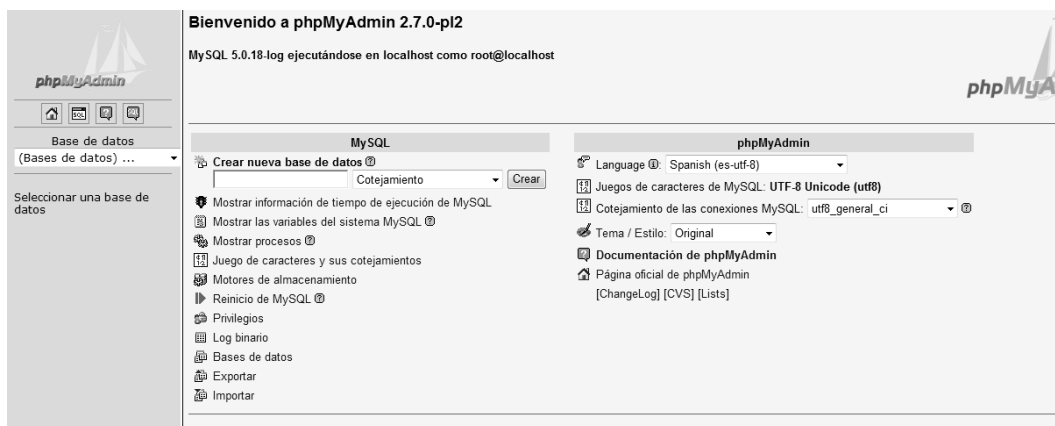 phpMyAdmin
Base de datos
(Bases de datos) ...
Seleccionar una base de
datos
Bienvenido a phpMyAdmin 2.7.0-pl2
MySQL 5.0.18-log ejecutándose en localhost como root@localhost
phpMyA
MySQL
Crear nueva base de datos
Cotejamiento
Crear
Mostrar información de tiempo de ejecución de MySQL
Mostrar las variables del sistema MySQL
Mostrar procesos
Juego de caracteres y sus cotejamientos
Motores de almacenamiento
Reinicio de MySQL
Privilegios
Log binario
Bases de datos
Exportar
Importar
phpMyAdmin
Language: Spanish (es-utf-8)
Juegos de caracteres de MySQL: UTF-8 Unicode (utf8)
Cotejamiento de las conexiones MySQL: utf8_general_ci
Tema / Estilo: Original
Documentación de phpMyAdmin
Página oficial de phpMyAdmin
[ChangeLog] [CVS] [Lists]